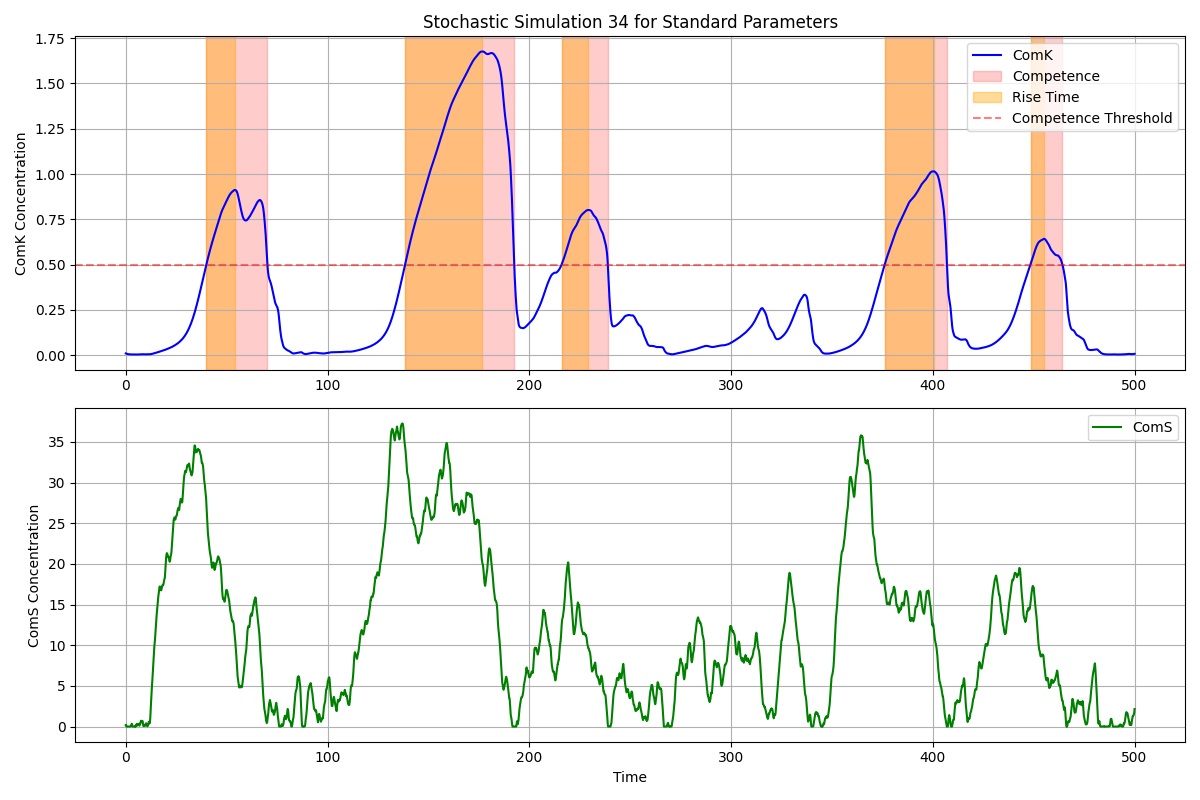 Stochastic Simulation 34 for Standard Parameters
ComK Concentration
1.75
1.50
1.25
1.00
0.75
0.50
0.25
0.00
ComK
Competence
Rise Time
Competence Threshold
0 100 200 300 400 500
ComS Concentration
35
30
25
20
15
10
5
0
ComS
0 100 200 300 400 500
Time